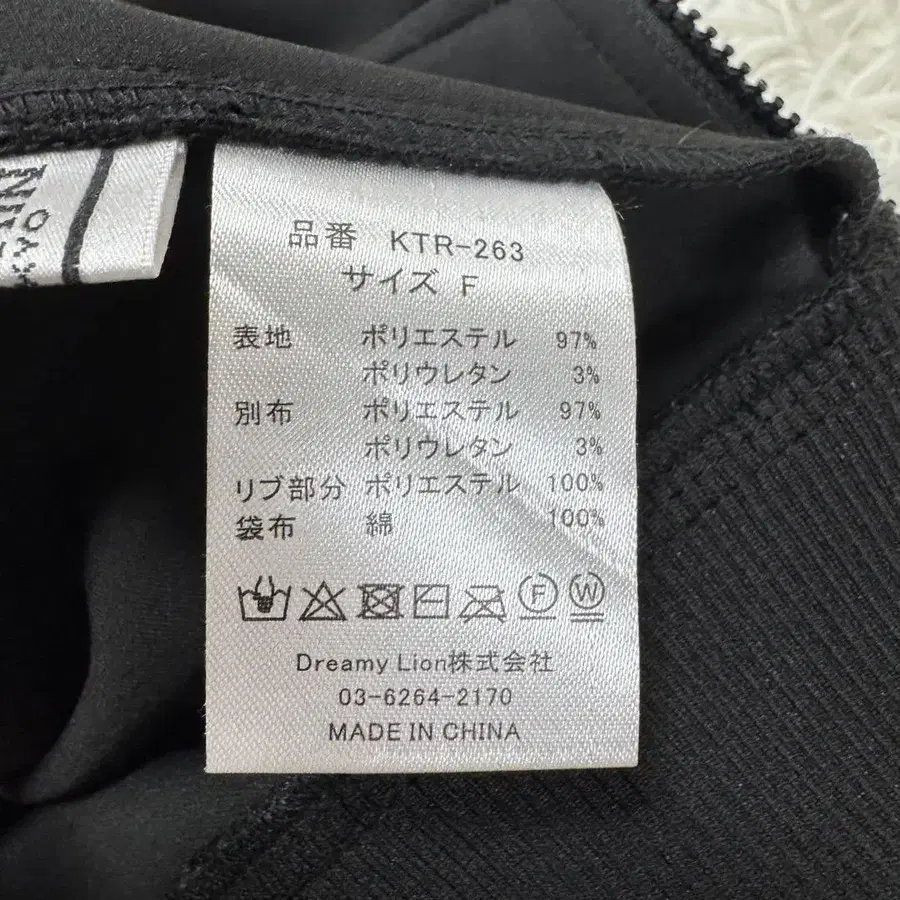 品番 KTR-263
サイズ F
表地 ポリエステル 97%
ポリウレタン 3%
別布 ポリエステル 97%
ポリウレタン 3%
リブ部分 ポリエステル 100%
袋布 綿 100%
F W
Dreamy Lion株式会社
03-6264-2170
MADE IN CHINA